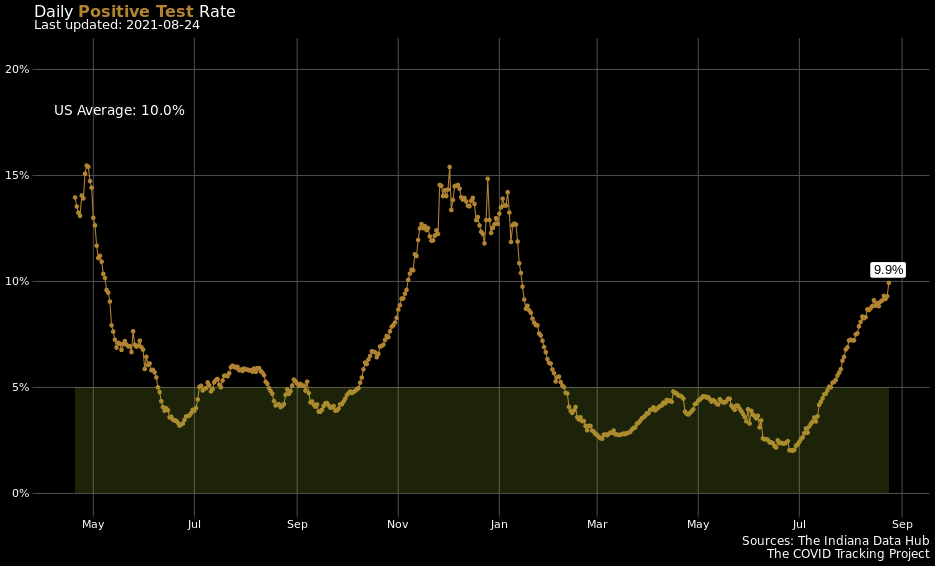 Daily Positive Test Rate
Last updated: 2021-08-24
20%
US Average: 10.0%
15%
9.9%
10%
5%
0%
May Jul Sep Nov Jan Mar May Jul Sep
Sources: The Indiana Data Hub
The COVID Tracking Project